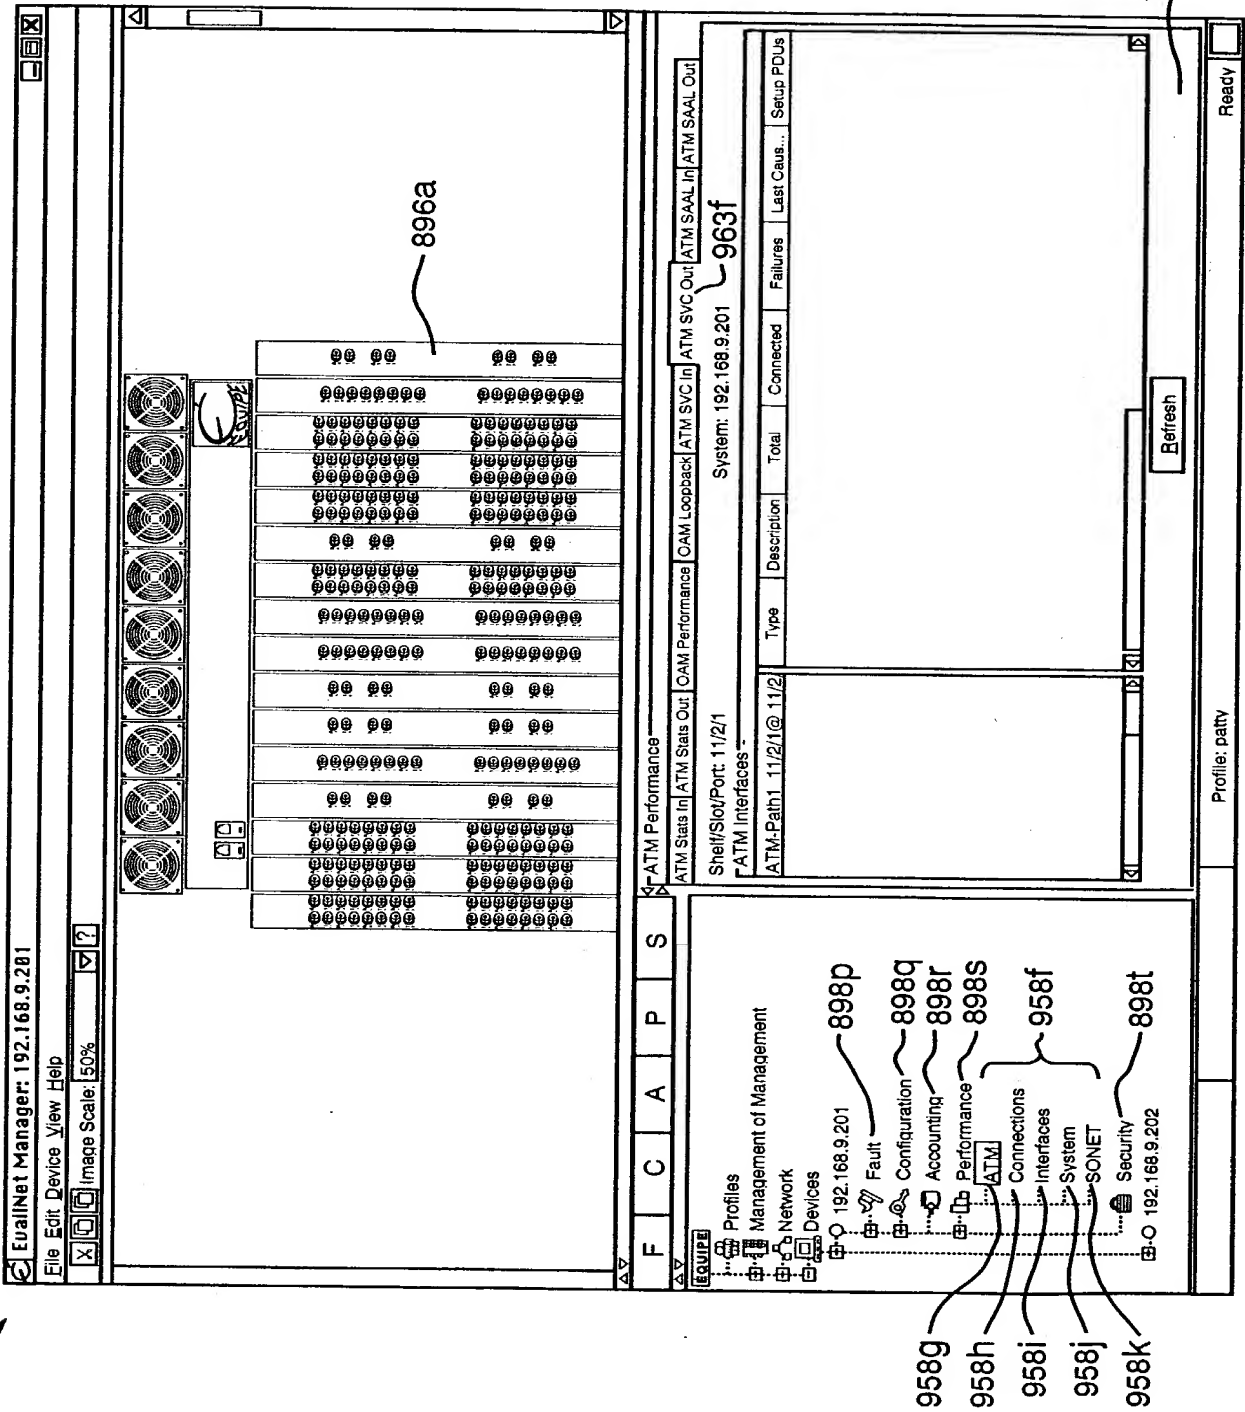 EuallNet Manager: 192.168.9.201
File Edit Device View Help
Image Scale: 50% ?
896a
F C A P S
EQUIPE
Profiles
Management of Management
Network
Devices
192.168.9.201
Fault
Configuration
Accounting
Performance
ATM
Connections
Interfaces
System
SONET
Security
192.168.9.202
898p
898q
898r
898s
958f
898t
958g
958h
958i
958j
958k
ATM Performance
ATM Stats In ATM Stats Out OAM Performance OAM Loopback ATM SVC In ATM SVC Out ATM SAAL In ATM SAAL Out
963f
Shelf/Slot/Port: 11/2/1 System: 192.168.9.201
ATM Interfaces
Type Description Total Connected Failures Last Caus... Setup PDUs
ATM-Path1 11/2/1@ 11/2/
Refresh
Profile: patty Ready